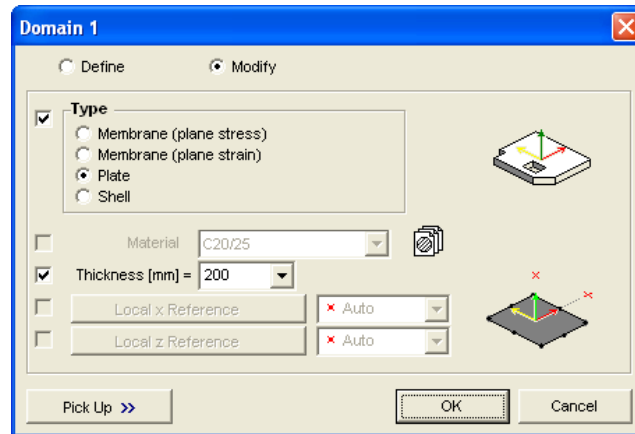 Domain 1
Define Modify
Type
Membrane (plane stress)
Membrane (plane strain)
Plate
Shell
Material C20/25
Thickness [mm] = 200
Local x Reference Auto
Local z Reference Auto
Pick Up >> OK Cancel